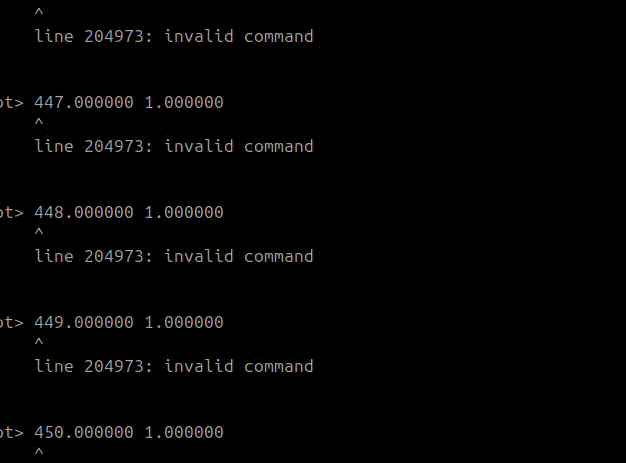 ^
line 204973: invalid command
ot> 447.000000 1.000000
^
line 204973: invalid command
ot> 448.000000 1.000000
^
line 204973: invalid command
ot> 449.000000 1.000000
^
line 204973: invalid command
ot> 450.000000 1.000000
^